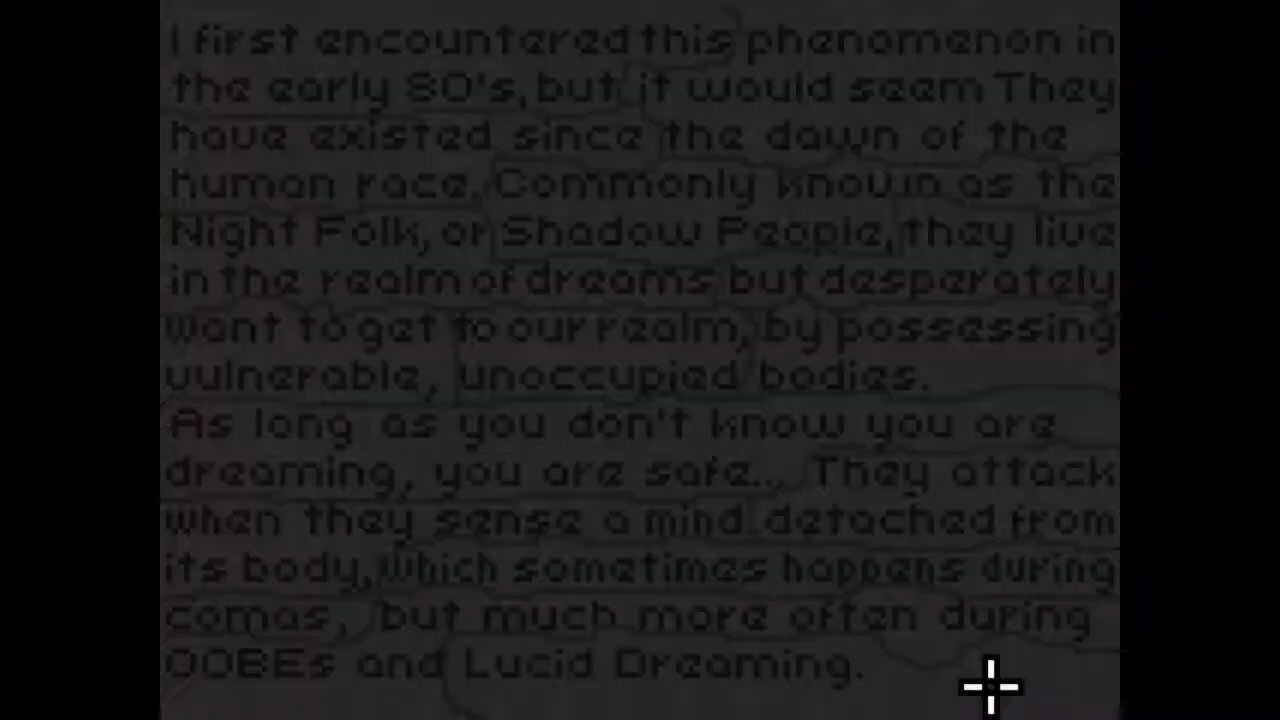 I first encountered this phenomenon in
the early 80's, but it would seem They
have existed since the dawn of the
human race. Commonly known as the
Night Folk, or Shadow People, they live
in the realm of dreams but desperately
want to get to our realm, by possessing
vulnerable, unoccupied bodies.
As long as you don't know you are
dreaming, you are safe... They attack
when they sense a mind detached from
its body, which sometimes happens during
comas, but much more often during
OOBEs and Lucid Dreaming.